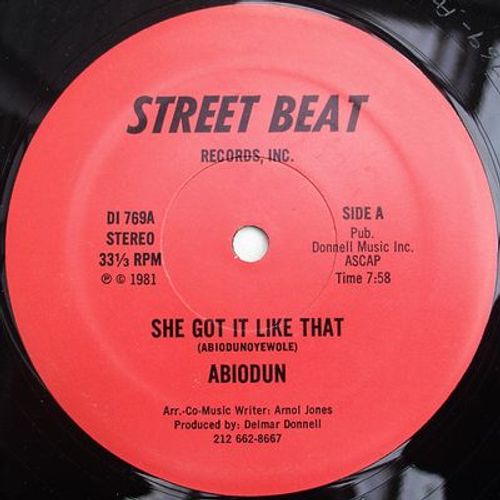 STREET BEAT
RECORDS, INC.
DI 769A
STEREO
33⅓ RPM
℗ © 1981
SIDE A
Pub.
Donnell Music Inc.
ASCAP
Time 7:58
SHE GOT IT LIKE THAT
(ABIODUNOYEWOLE)
ABIODUN
Arr.-Co-Music Writer: Arnol Jones
Produced by: Delmar Donnell
212 662-8667